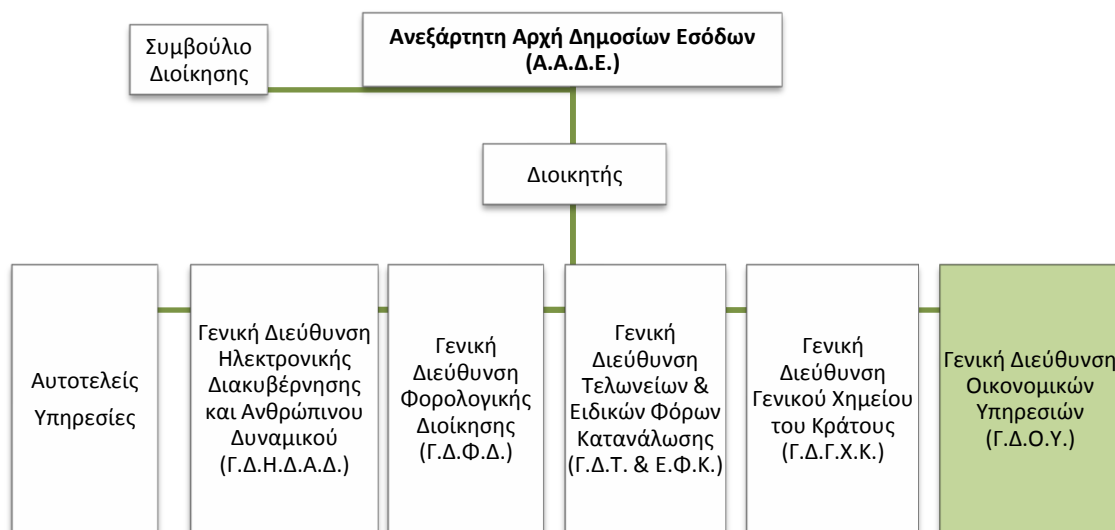 Συμβούλιο
Διοίκησης
Ανεξάρτητη Αρχή Δημοσίων Εσόδων
(Α.Α.Δ.Ε.)
Διοικητής
Αυτοτελείς
Υπηρεσίες
Γενική Διεύθυνση
Ηλεκτρονικής
Διακυβέρνησης
και Ανθρώπινου
Δυναμικού
(Γ.Δ.Η.Δ.Α.Δ.)
Γενική
Διεύθυνση
Φορολογικής
Διοίκησης
(Γ.Δ.Φ.Δ.)
Γενική
Διεύθυνση
Τελωνείων &
Ειδικών Φόρων
Κατανάλωσης
(Γ.Δ.Τ. & Ε.Φ.Κ.)
Γενική
Διεύθυνση
Γενικού Χημείου
του Κράτους
(Γ.Δ.Γ.Χ.Κ.)
Γενική Διεύθυνση
Οικονομικών
Υπηρεσιών
(Γ.Δ.Ο.Υ.)